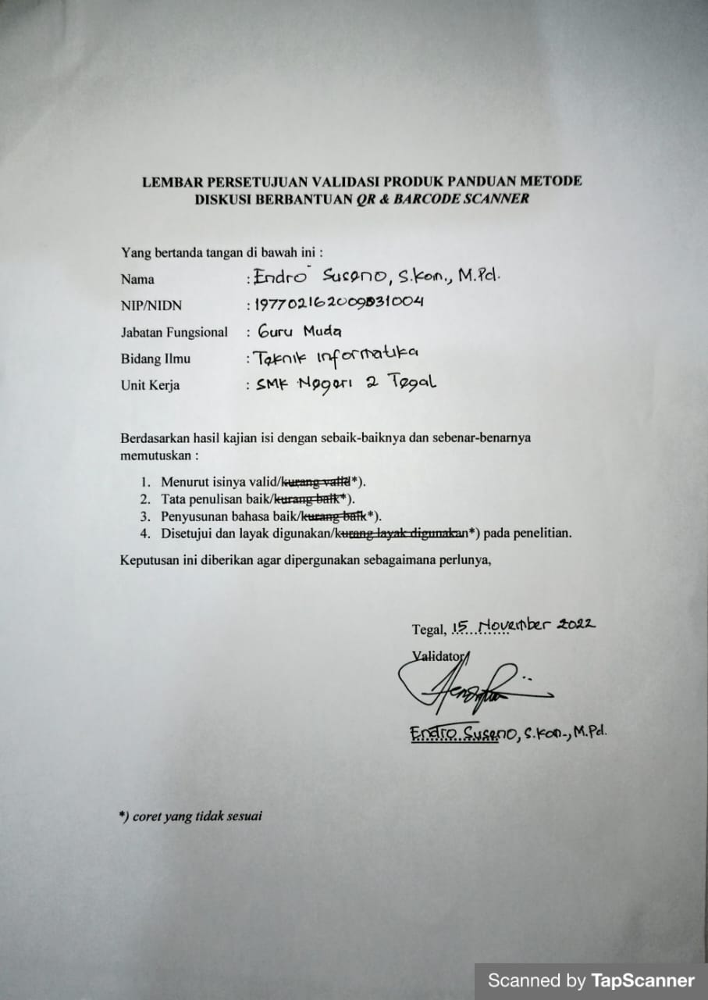 LEMBAR PERSETUJUAN VALIDASI PRODUK PANDUAN METODE
DISKUSI BERBANTUAN QR & BARCODE SCANNER
Yang bertanda tangan di bawah ini :
Nama : Endro Suseno, S.Kom., M.Pd.
NIP/NIDN : 197702162009031004
Jabatan Fungsional : Guru Muda
Bidang Ilmu : Teknik Informatika
Unit Kerja : SMK Negeri 2 Tegal
Berdasarkan hasil kajian isi dengan sebaik-baiknya dan sebenar-benarnya
memutuskan :
1. Menurut isinya valid/kurang valid*).
2. Tata penulisan baik/kurang baik*).
3. Penyusunan bahasa baik/kurang baik*).
4. Disetujui dan layak digunakan/kurang layak digunakan*) pada penelitian.
Keputusan ini diberikan agar dipergunakan sebagaimana perlunya,
Tegal, 15 November 2022
Validator
Endro Suseno, S.Kom., M.Pd.
*) coret yang tidak sesuai
Scanned by TapScanner